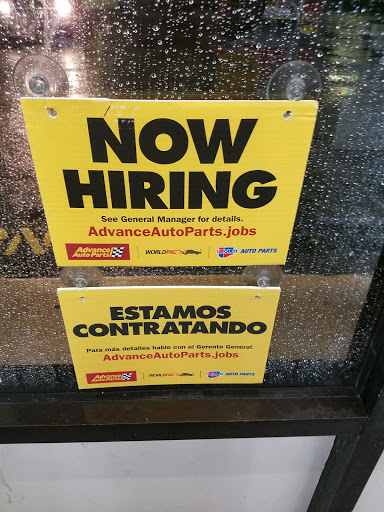 NOW
HIRING
See General Manager for details.
AdvanceAutoParts.jobs
Advance
Auto Parts
WORLDPAC
CARQUEST AUTO PARTS
ESTAMOS
CONTRATANDO
Para más detalles hable con el Gerente General.
AdvanceAutoParts.jobs
Advance
Auto Parts
WORLDPAC
AUTO PARTS